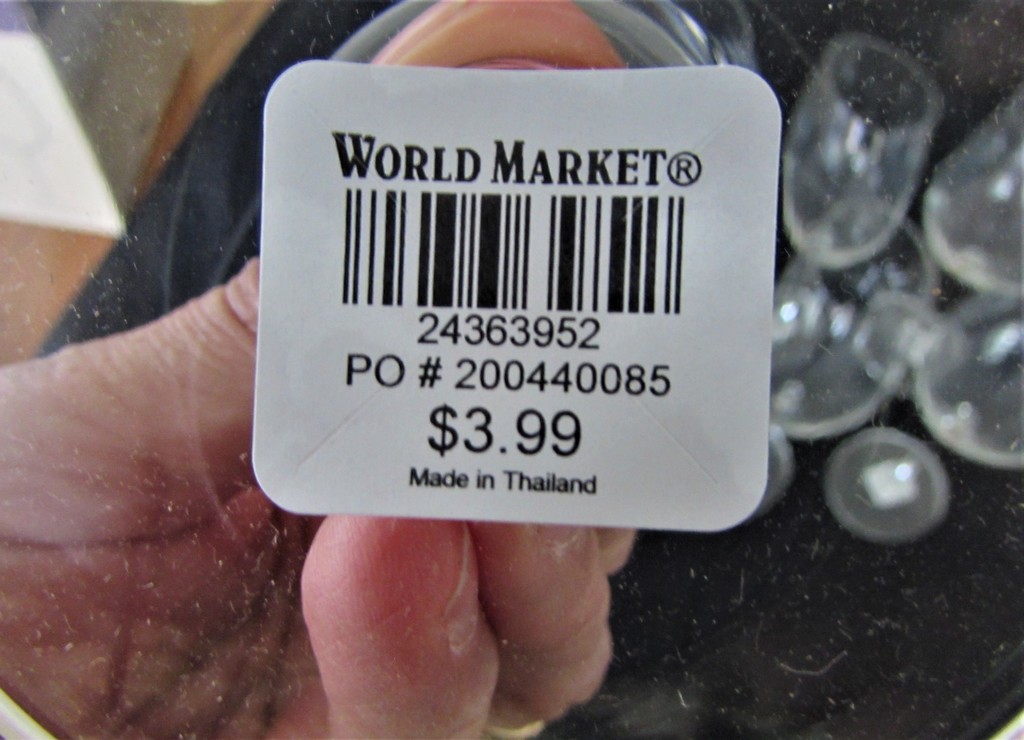 WORLD MARKET®
24363952
PO # 200440085
$3.99
Made in Thailand